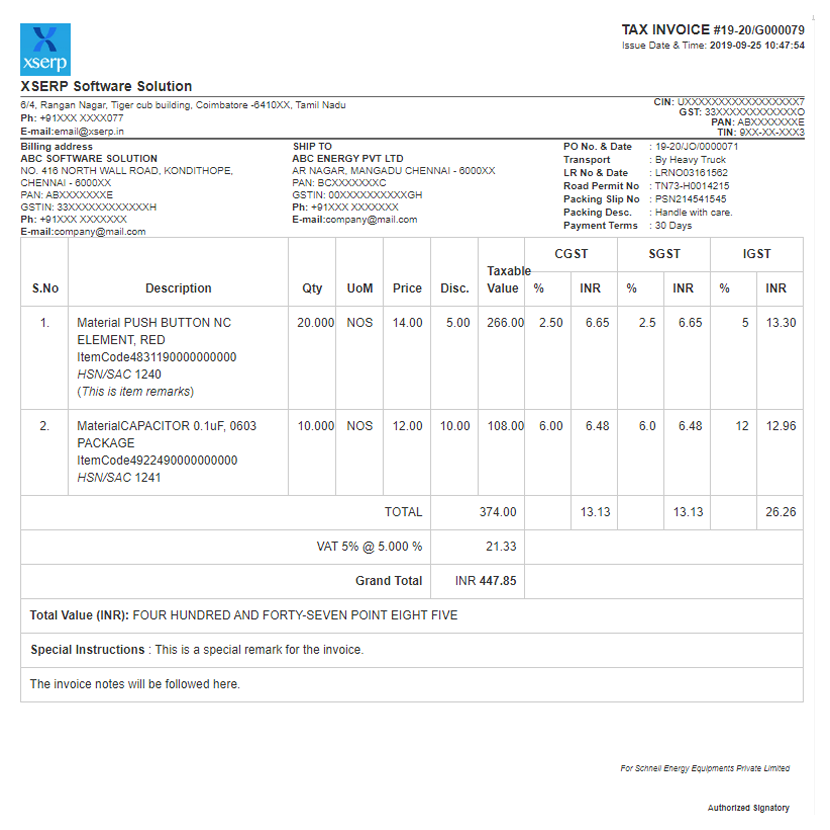 xserp
TAX INVOICE #19-20/G000079
Issue Date & Time: 2019-09-25 10:47:54
XSERP Software Solution
6/4, Rangan Nagar, Tiger cub building, Coimbatore -6410XX, Tamil Nadu
Ph: +91XXX XXXX077
E-mail:email@xserp.in
CIN: UXXXXXXXXXXXXXXXXXX7
GST: 33XXXXXXXXXXXXO
PAN: ABXXXXXXXE
TIN: 9XX-XX-XXX3
Billing address
ABC SOFTWARE SOLUTION
NO. 416 NORTH WALL ROAD, KONDITHOPE,
CHENNAI - 6000XX
PAN: ABXXXXXXXE
GSTIN: 33XXXXXXXXXXXXH
Ph: +91XXX XXXXXXX
E-mail:company@mail.com
SHIP TO
ABC ENERGY PVT LTD
AR NAGAR, MANGADU CHENNAI - 6000XX
PAN: BCXXXXXXXC
GSTIN: 00XXXXXXXXXXXGH
Ph: +91XXX XXXXXXX
E-mail:company@mail.com
PO No. & Date : 19-20/JO/0000071
Transport : By Heavy Truck
LR No & Date : LRNO03161562
Road Permit No : TN73-H0014215
Packing Slip No : PSN214541545
Packing Desc. : Handle with care.
Payment Terms : 30 Days
CGST SGST IGST
S.No Description Qty UoM Price Disc. Taxable Value % INR % INR % INR
1. Material PUSH BUTTON NC 20.000 NOS 14.00 5.00 266.00 2.50 6.65 2.5 6.65 5 13.30
ELEMENT, RED
ItemCode4831190000000000
HSN/SAC 1240
(This is item remarks)
2. MaterialCAPACITOR 0.1uF, 0603 10.000 NOS 12.00 10.00 108.00 6.00 6.48 6.0 6.48 12 12.96
PACKAGE
ItemCode4922490000000000
HSN/SAC 1241
TOTAL 374.00 13.13 13.13 26.26
VAT 5% @ 5.000 % 21.33
Grand Total INR 447.85
Total Value (INR): FOUR HUNDRED AND FORTY-SEVEN POINT EIGHT FIVE
Special Instructions : This is a special remark for the invoice.
The invoice notes will be followed here.
For Schnell Energy Equipments Private Limited
Authorized Signatory